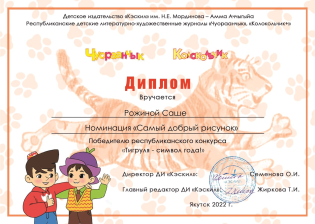 Детское издательство «Кэскил» им. Н.Е. Мординова – Амма Аччыгыйа
Республиканские детские литературно-художественные журналы «Чуораанчык», «Колокольчик»
Чуораанчык Колокольчик
Диплом
Вручается
Рожиной Саше
Номинация «Самый добрый рисунок»
Победителю республиканского конкурса
«Тигруля - символ года!»
Директор ДИ «Кэскил»: Семенова О.И.
Главный редактор ДИ «Кэскил»: Жиркова Т.И.
Якутск 2022 г.